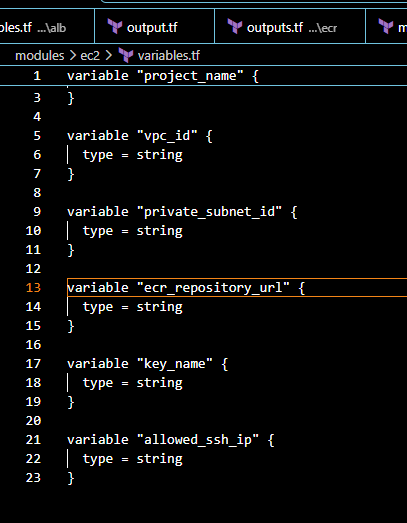 bles.tf ...\alb
output.tf
outputs.tf ...\ecr
m
modules > ec2 > variables.tf
1 variable "project_name" {
3 }
4
5 variable "vpc_id" {
6 type = string
7 }
8
9 variable "private_subnet_id" {
10 type = string
11 }
12
13 variable "ecr_repository_url" {
14 type = string
15 }
16
17 variable "key_name" {
18 type = string
19 }
20
21 variable "allowed_ssh_ip" {
22 type = string
23 }